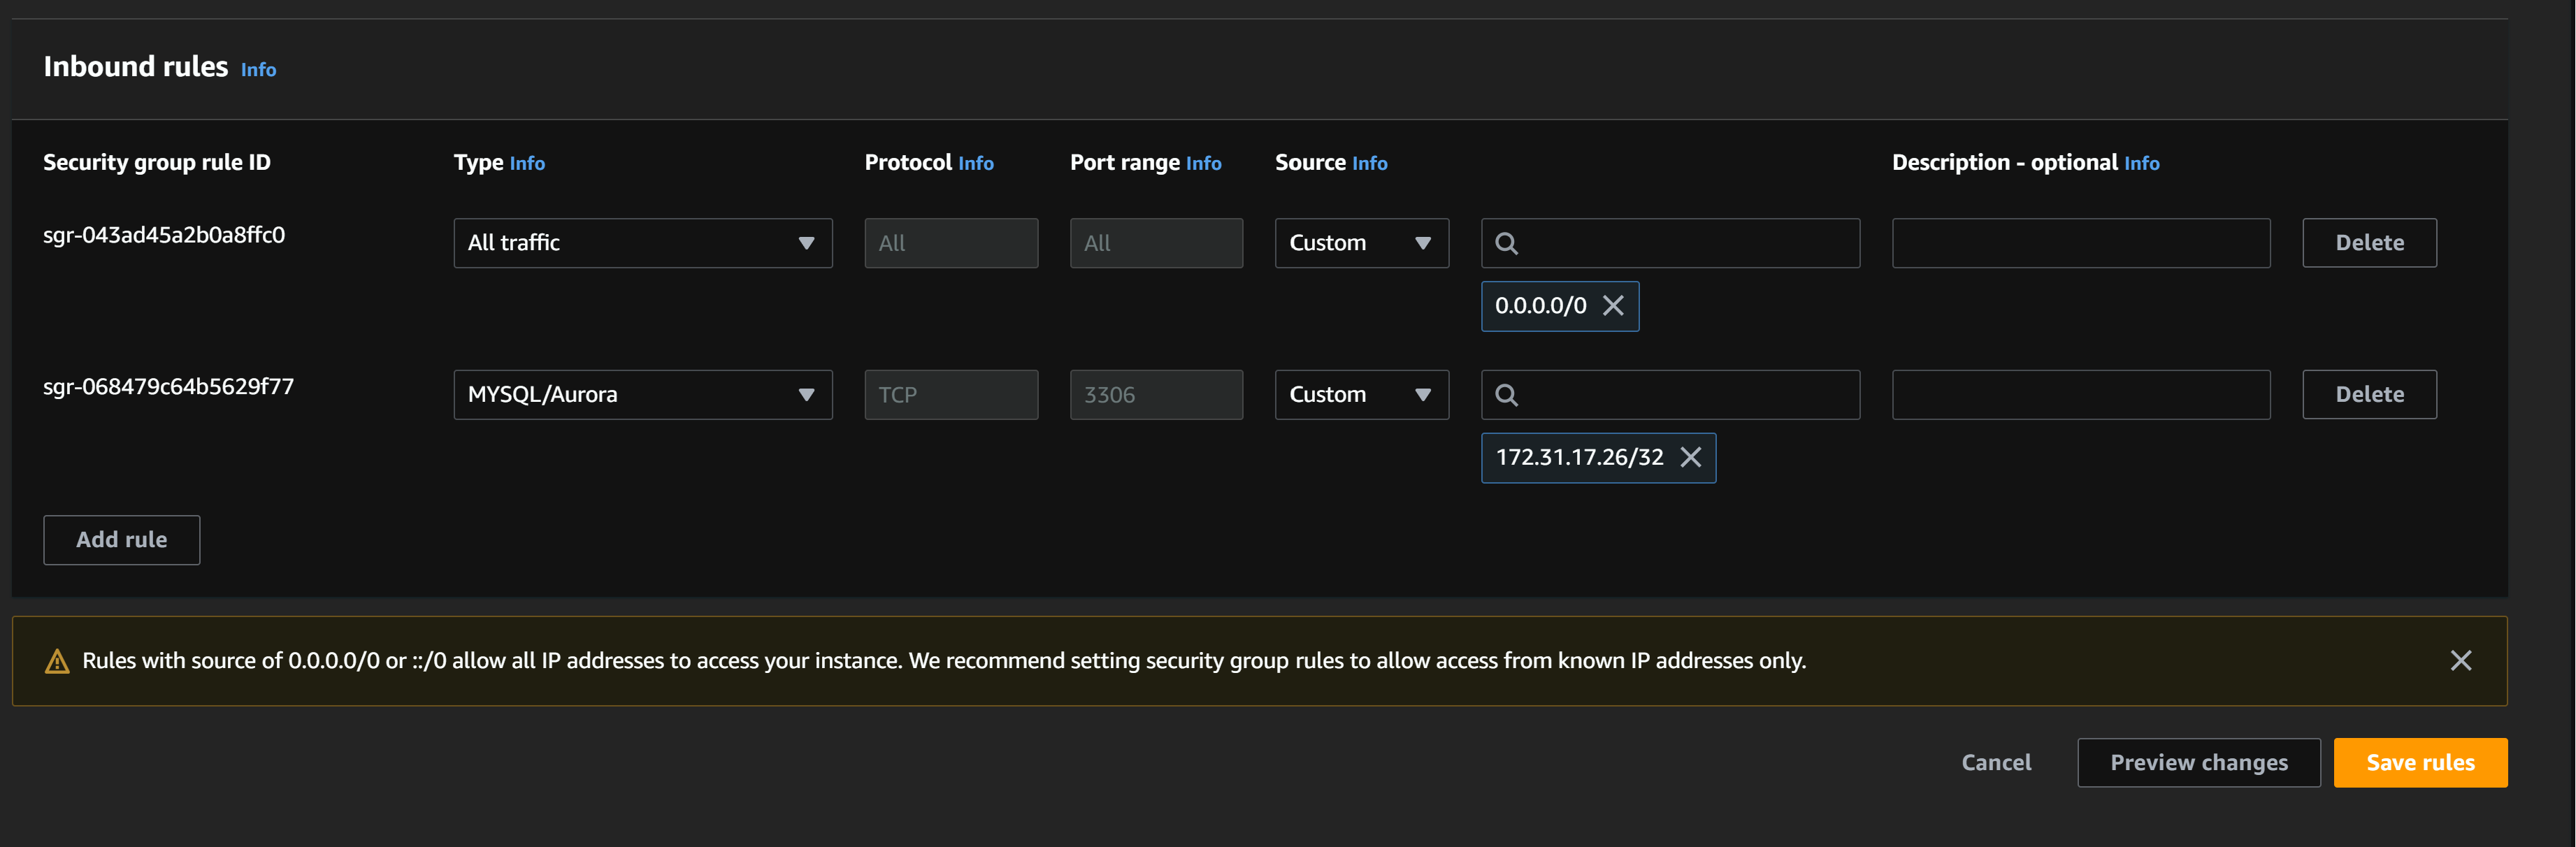 Inbound rules Info
Security group rule ID Type Info Protocol Info Port range Info Source Info Description - optional Info
sgr-043ad45a2b0a8ffc0 All traffic All All Custom Delete
0.0.0.0/0
sgr-068479c64b5629f77 MYSQL/Aurora TCP 3306 Custom Delete
172.31.17.26/32
Add rule
Rules with source of 0.0.0.0/0 or ::/0 allow all IP addresses to access your instance. We recommend setting security group rules to allow access from known IP addresses only.
Cancel Preview changes Save rules